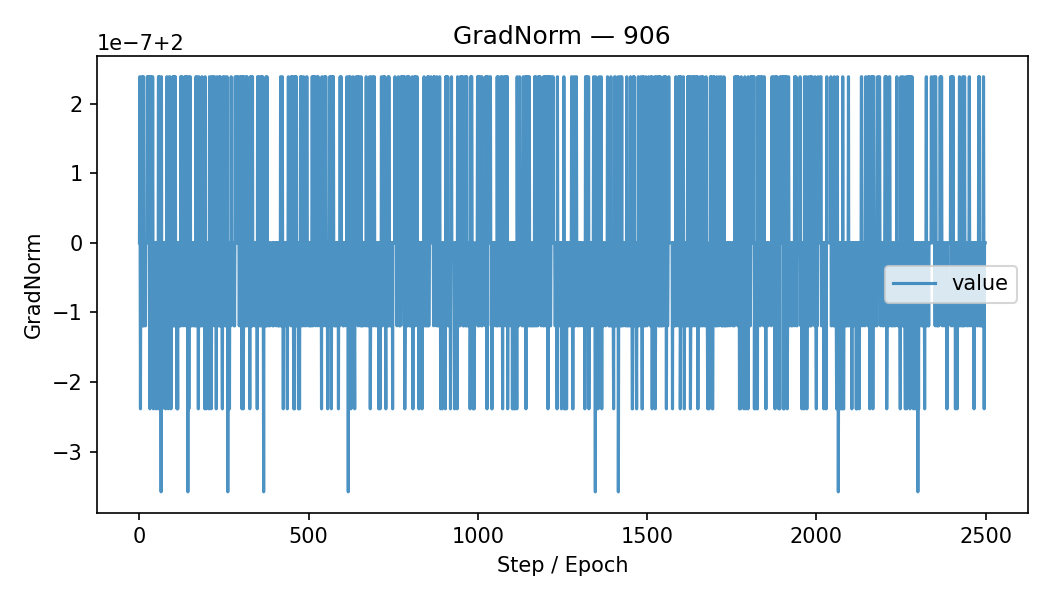 GradNorm — 906
1e−7+2
2
1
0
−1
−2
−3
GradNorm
value
0 500 1000 1500 2000 2500
Step / Epoch